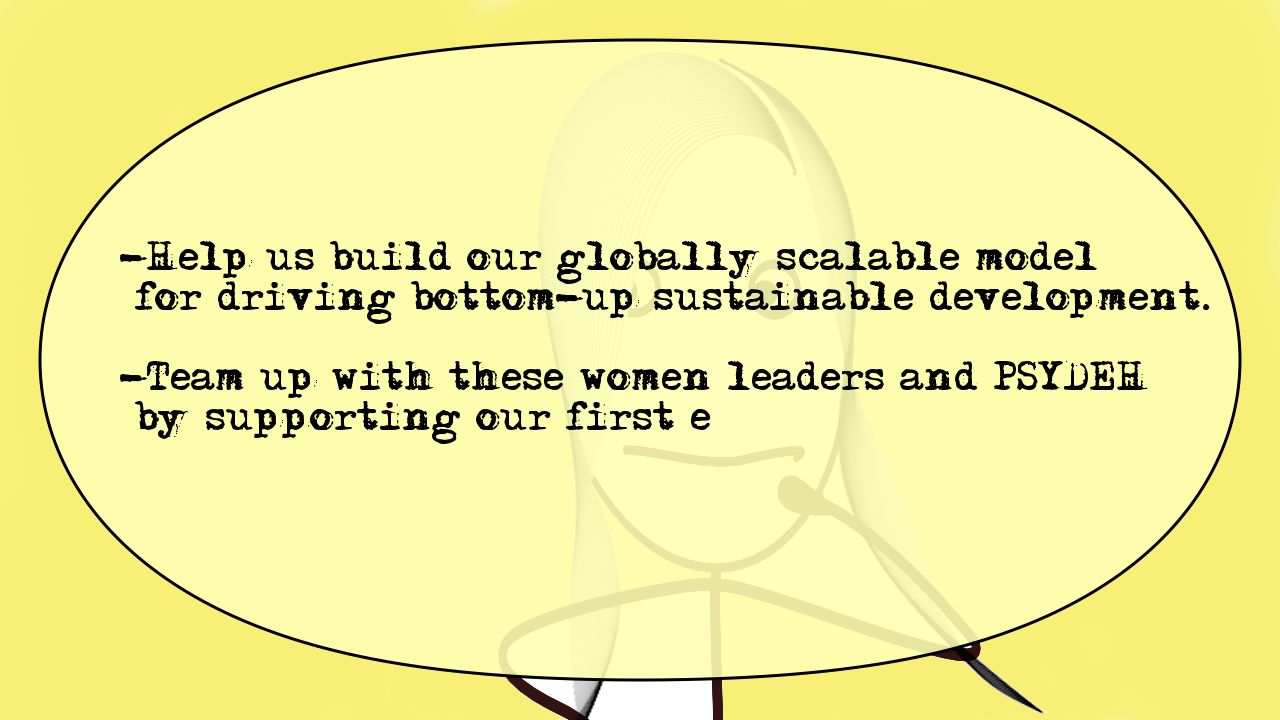 -Help us build our globally scalable model
for driving bottom-up sustainable development.
-Team up with these women leaders and PSYDEH
by supporting our first e